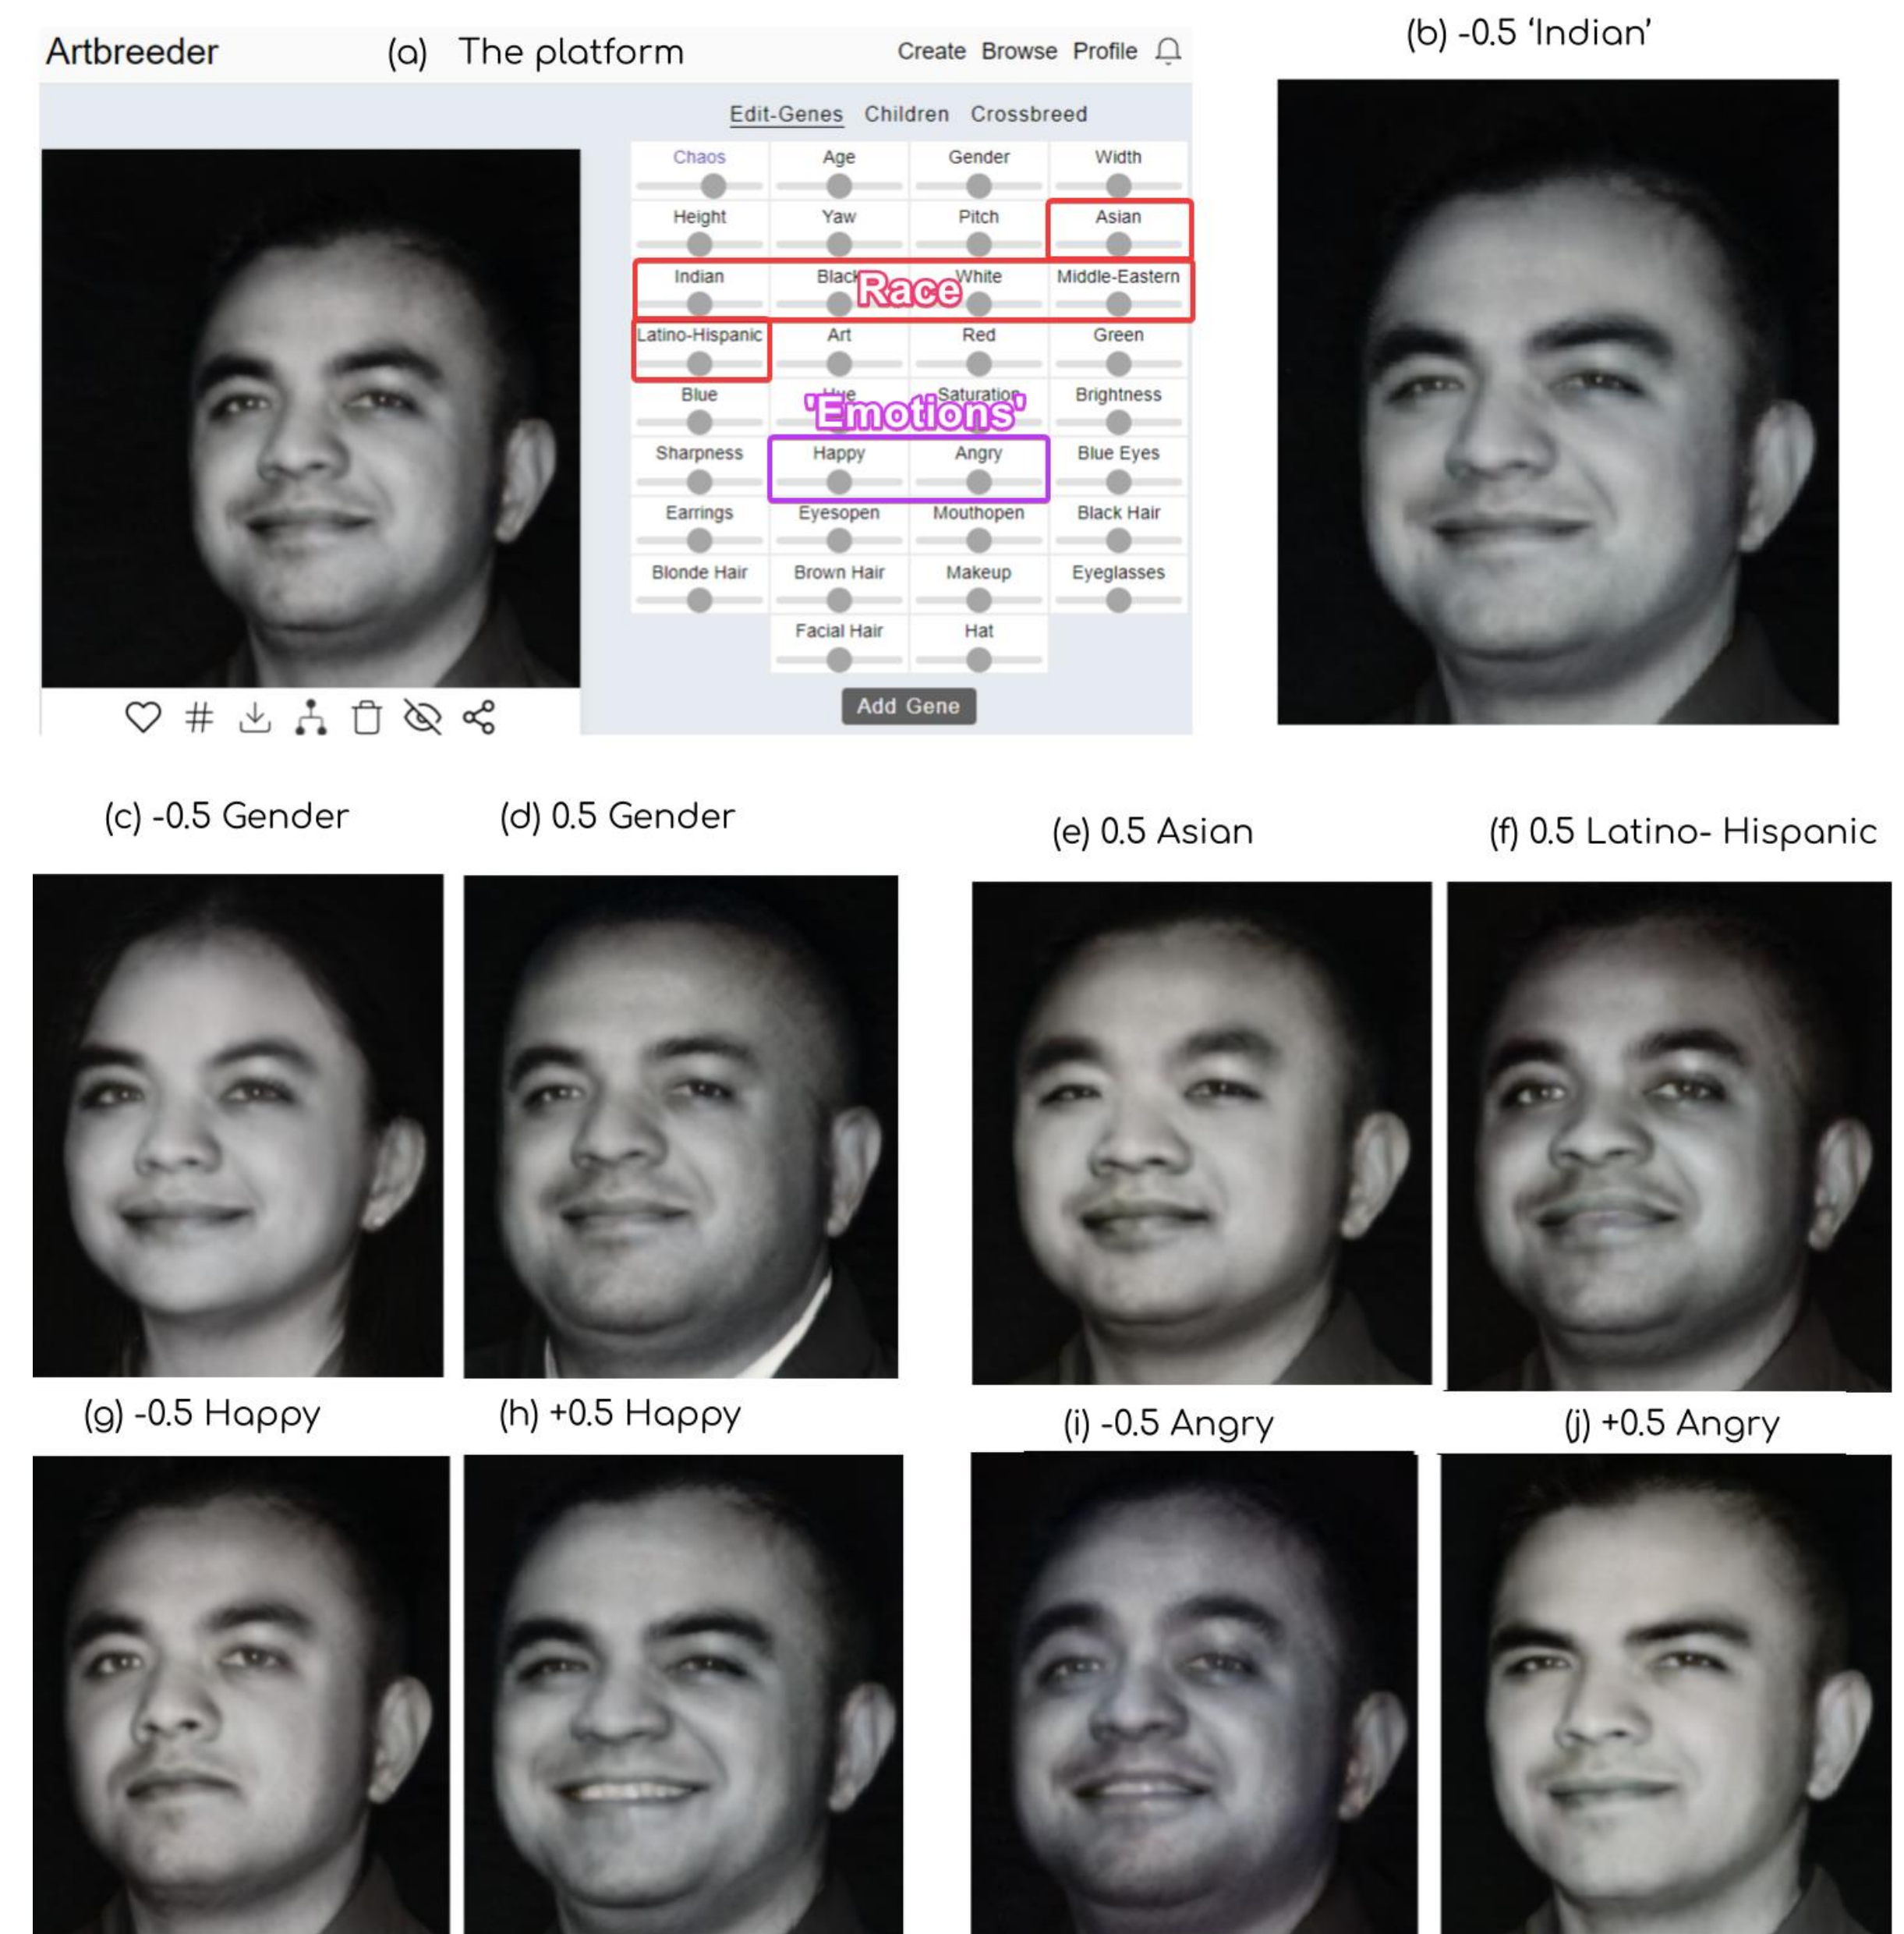 Artbreeder
(a) The platform
Create Browse Profile
(b) -0.5 ‘Indian’
Edit-Genes Children Crossbreed
Chaos Age Gender Width
Height Yaw Pitch Asian
Indian Black White Middle-Eastern
Race
Latino-Hispanic Art Red Green
Blue Hue Saturation Brightness
'Emotions'
Sharpness Happy Angry Blue Eyes
Earrings Eyesopen Mouthopen Black Hair
Blonde Hair Brown Hair Makeup Eyeglasses
Facial Hair Hat
Add Gene
(c) -0.5 Gender
(d) 0.5 Gender
(e) 0.5 Asian
(f) 0.5 Latino- Hispanic
(g) -0.5 Happy
(h) +0.5 Happy
(i) -0.5 Angry
(j) +0.5 Angry